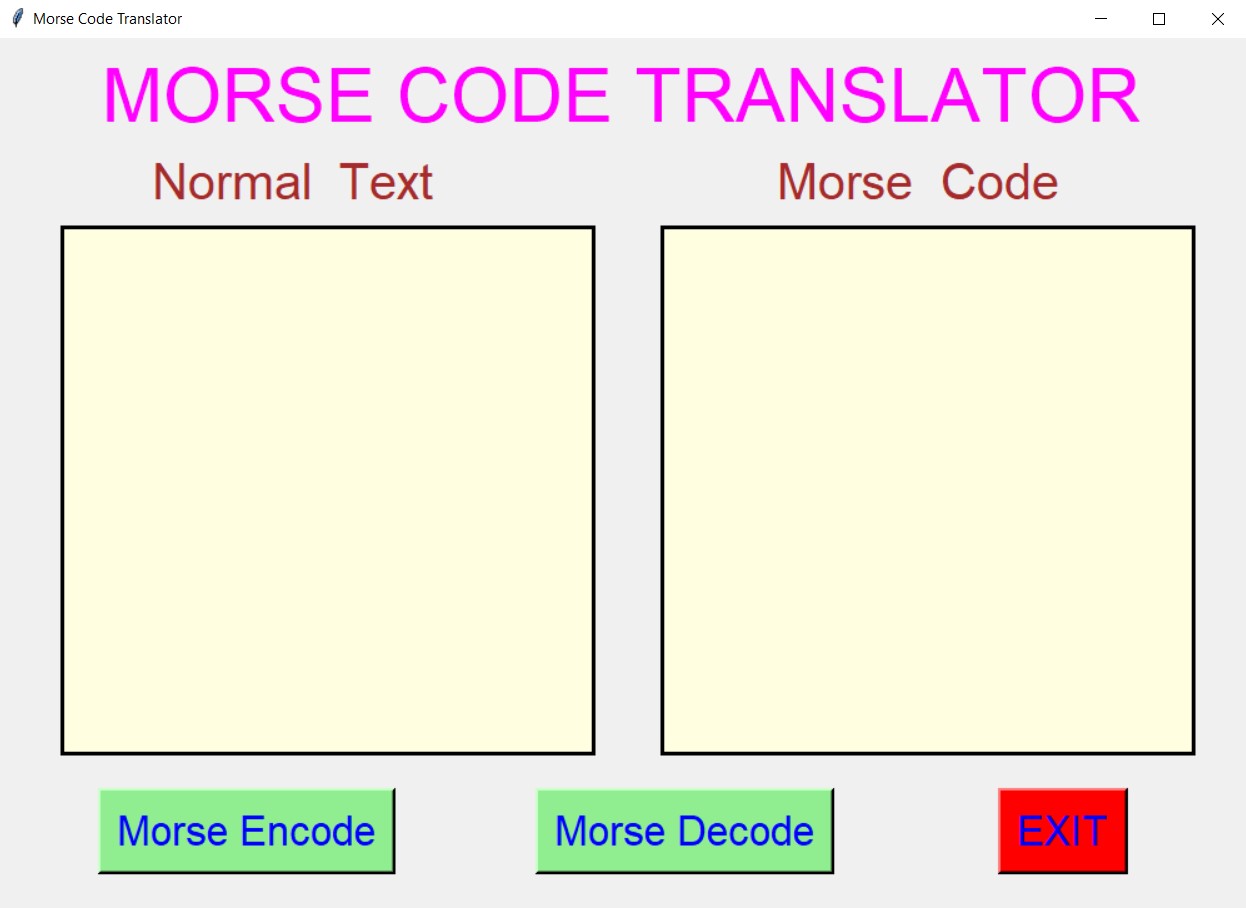 Morse Code Translator
MORSE CODE TRANSLATOR
Normal Text
Morse Code
Morse Encode
Morse Decode
EXIT